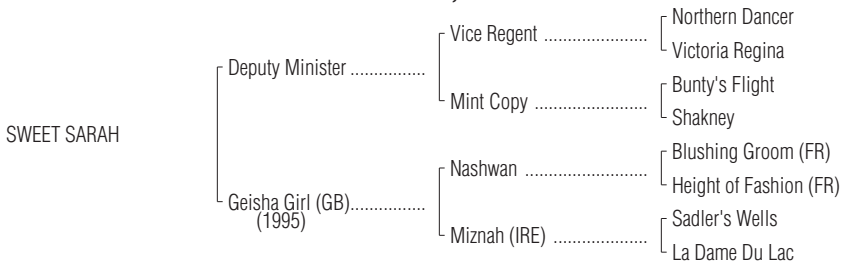 Northern Dancer
Vice Regent ......................
Victoria Regina
Deputy Minister ................
Bunty's Flight
Mint Copy ........................
Shakney
SWEET SARAH
Blushing Groom (FR)
Nashwan .........................
Height of Fashion (FR)
Geisha Girl (GB)................
(1995)
Sadler's Wells
Miznah (IRE) ....................
La Dame Du Lac